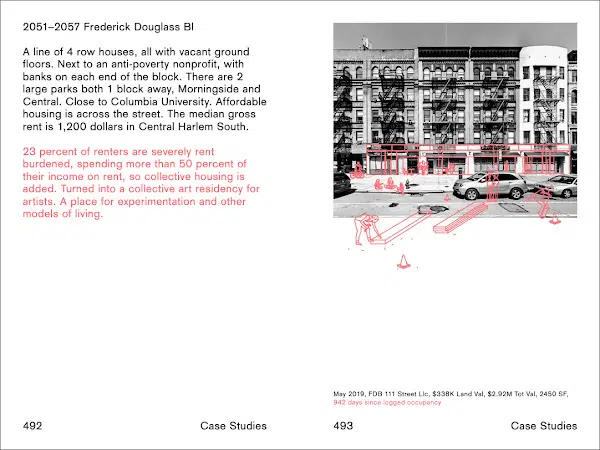 2051–2057 Frederick Douglass Bl
A line of 4 row houses, all with vacant ground
floors. Next to an anti-poverty nonprofit, with
banks on each end of the block. There are 2
large parks both 1 block away, Morningside and
Central. Close to Columbia University. Affordable
housing is across the street. The median gross
rent is 1,200 dollars in Central Harlem South.
23 percent of renters are severely rent
burdened, spending more than 50 percent of
their income on rent, so collective housing is
added. Turned into a collective art residency for
artists. A place for experimentation and other
models of living.
492
Case Studies
May 2019, FDB 111 Street Llc, $338K Land Val, $2.92M Tot Val, 2450 SF,
942 days since logged occupancy
493
Case Studies